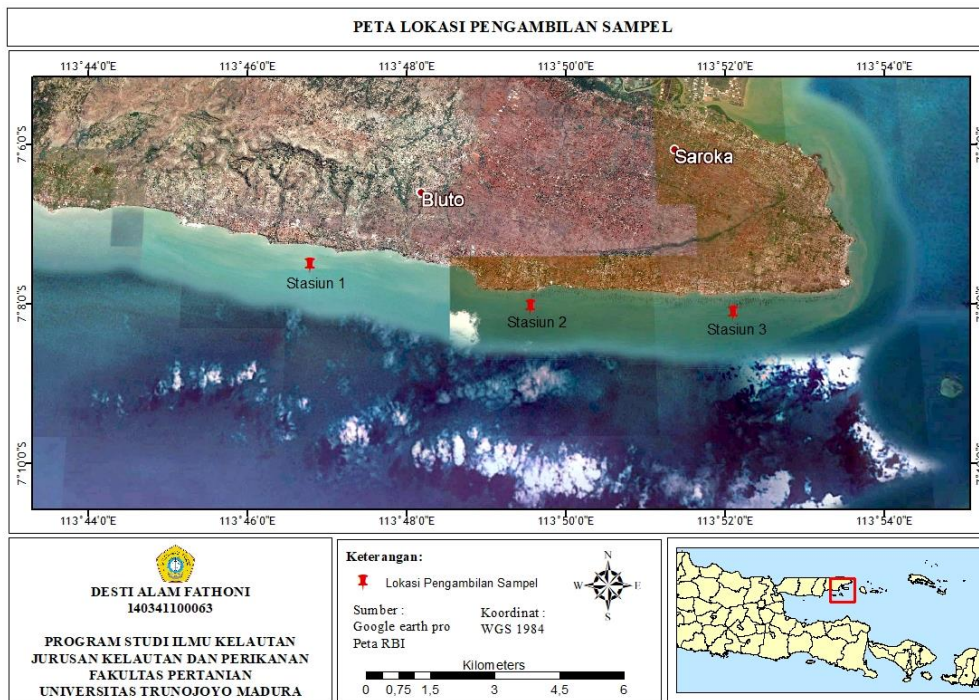 PETA LOKASI PENGAMBILAN SAMPEL
113°44'0"E 113°46'0"E 113°48'0"E 113°50'0"E 113°52'0"E 113°54'0"E
7°6'0"S
Saroka
Bluto
Stasiun 1
7°8'0"S
Stasiun 2
Stasiun 3
7°10'0"S
113°44'0"E 113°46'0"E 113°48'0"E 113°50'0"E 113°52'0"E 113°54'0"E
DESTI ALAM FATHONI
140341100063
PROGRAM STUDI ILMU KELAUTAN
JURUSAN KELAUTAN DAN PERIKANAN
FAKULTAS PERTANIAN
UNIVERSITAS TRUNOJOYO MADURA
Keterangan:
Lokasi Pengambilan Sampel
Sumber :
Google earth pro
Peta RBI
Koordinat :
WGS 1984
N
W E
S
Kilometers
0 0,75 1,5 3 4,5 6